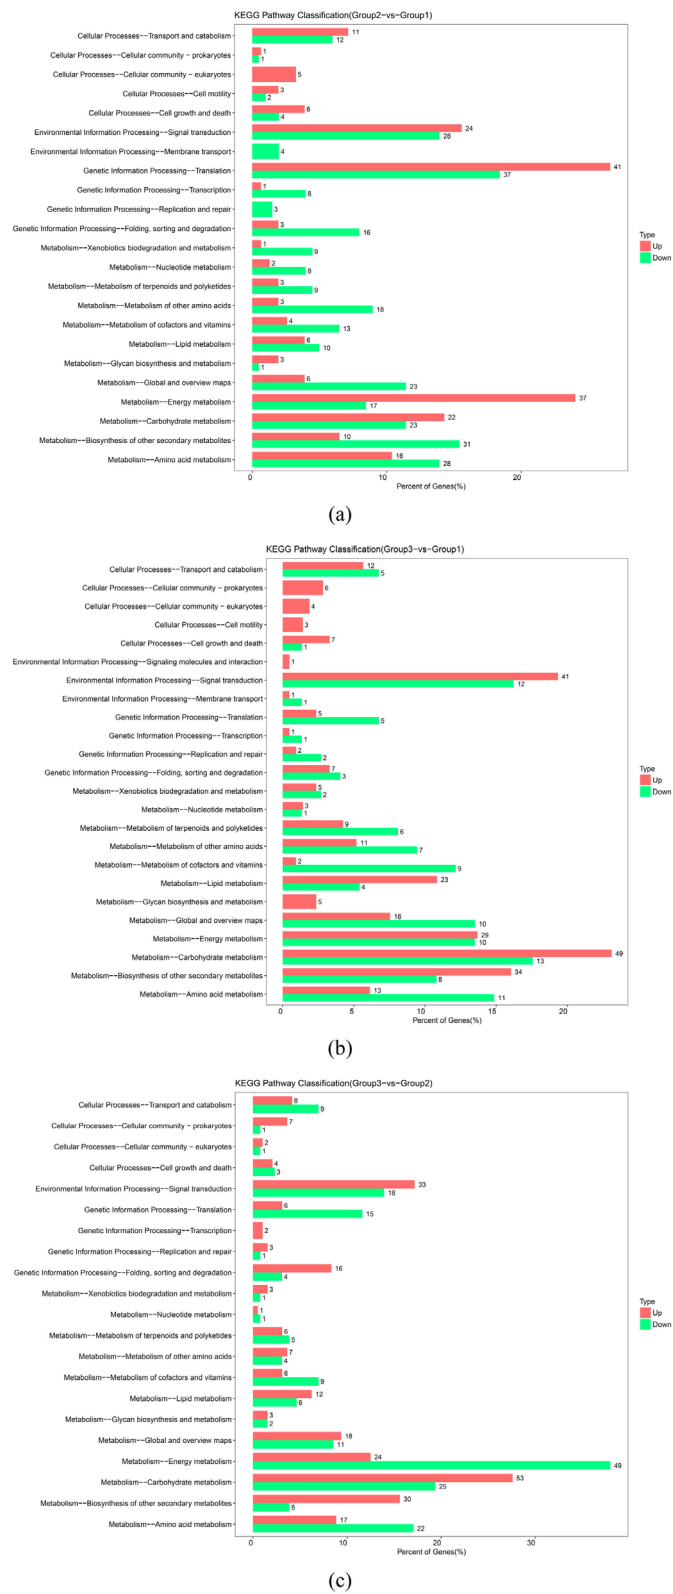 KEGG Pathway Classification(Group2-vs-Group1)
Cellular Processes--Transport and catabolism 11 12
Cellular Processes--Cellular community - prokaryotes 1 1
Cellular Processes--Cellular community - eukaryotes 5
Cellular Processes--Cell motility 3 2
Cellular Processes--Cell growth and death 6 4
Environmental Information Processing--Signal transduction 24 28
Environmental Information Processing--Membrane transport 4
Genetic Information Processing--Translation 41 37
Genetic Information Processing--Transcription 1 8
Genetic Information Processing--Replication and repair 3
Genetic Information Processing--Folding, sorting and degradation 3 16
Metabolism--Xenobiotics biodegradation and metabolism 1 9
Metabolism--Nucleotide metabolism 2 8
Metabolism--Metabolism of terpenoids and polyketides 3 9
Metabolism--Metabolism of other amino acids 3 18
Metabolism--Metabolism of cofactors and vitamins 4 13
Metabolism--Lipid metabolism 6 10
Metabolism--Glycan biosynthesis and metabolism 3 1
Metabolism--Global and overview maps 6 23
Metabolism--Energy metabolism 37 17
Metabolism--Carbohydrate metabolism 22 23
Metabolism--Biosynthesis of other secondary metabolites 10 31
Metabolism--Amino acid metabolism 16 28
0 10 20
Percent of Genes(%)
Type
Up
Down
(a)
KEGG Pathway Classification(Group3-vs-Group1)
Cellular Processes--Transport and catabolism 12 5
Cellular Processes--Cellular community - prokaryotes 6
Cellular Processes--Cellular community - eukaryotes 4
Cellular Processes--Cell motility 3
Cellular Processes--Cell growth and death 7 1
Environmental Information Processing--Signaling molecules and interaction 1
Environmental Information Processing--Signal transduction 41 12
Environmental Information Processing--Membrane transport 1 1
Genetic Information Processing--Translation 5 5
Genetic Information Processing--Transcription 1 1
Genetic Information Processing--Replication and repair 2 2
Genetic Information Processing--Folding, sorting and degradation 7 3
Metabolism--Xenobiotics biodegradation and metabolism 5 2
Metabolism--Nucleotide metabolism 3 1
Metabolism--Metabolism of terpenoids and polyketides 9 6
Metabolism--Metabolism of other amino acids 11 7
Metabolism--Metabolism of cofactors and vitamins 2 9
Metabolism--Lipid metabolism 23 4
Metabolism--Glycan biosynthesis and metabolism 5
Metabolism--Global and overview maps 16 10
Metabolism--Energy metabolism 29 10
Metabolism--Carbohydrate metabolism 49 13
Metabolism--Biosynthesis of other secondary metabolites 34 8
Metabolism--Amino acid metabolism 13 11
0 5 10 15 20
Percent of Genes(%)
Type
Up
Down
(b)
KEGG Pathway Classification(Group3-vs-Group2)
Cellular Processes--Transport and catabolism 8 9
Cellular Processes--Cellular community - prokaryotes 7 1
Cellular Processes--Cellular community - eukaryotes 2 1
Cellular Processes--Cell growth and death 4 3
Environmental Information Processing--Signal transduction 33 18
Genetic Information Processing--Translation 6 15
Genetic Information Processing--Transcription 2
Genetic Information Processing--Replication and repair 3 1
Genetic Information Processing--Folding, sorting and degradation 16 4
Metabolism--Xenobiotics biodegradation and metabolism 3 1
Metabolism--Nucleotide metabolism 1 1
Metabolism--Metabolism of terpenoids and polyketides 6 5
Metabolism--Metabolism of other amino acids 7 4
Metabolism--Metabolism of cofactors and vitamins 6 9
Metabolism--Lipid metabolism 12 6
Metabolism--Glycan biosynthesis and metabolism 3 2
Metabolism--Global and overview maps 18 11
Metabolism--Energy metabolism 24 49
Metabolism--Carbohydrate metabolism 53 25
Metabolism--Biosynthesis of other secondary metabolites 30 5
Metabolism--Amino acid metabolism 17 22
0 10 20 30
Percent of Genes(%)
Type
Up
Down
(c)